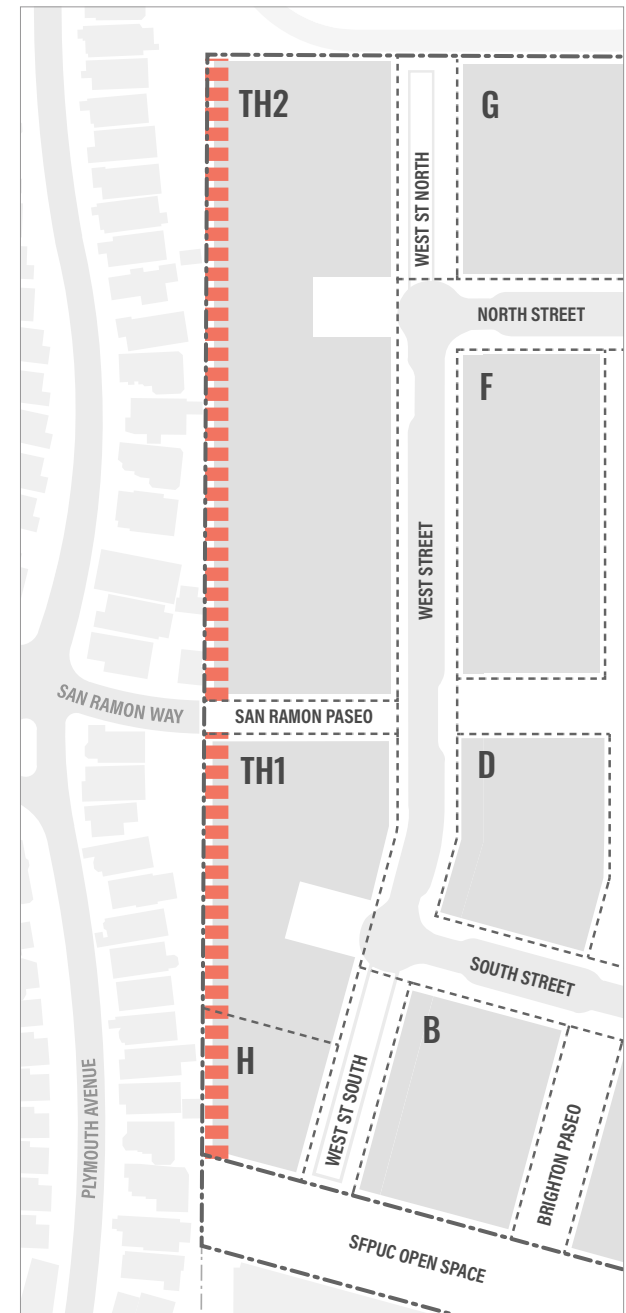 TH2
G
WEST ST NORTH
NORTH STREET
F
WEST STREET
SAN RAMON WAY
SAN RAMON PASEO
TH1
D
SOUTH STREET
B
H
WEST ST SOUTH
PLYMOUTH AVENUE
BRIGHTON PASEO
SFPUC OPEN SPACE